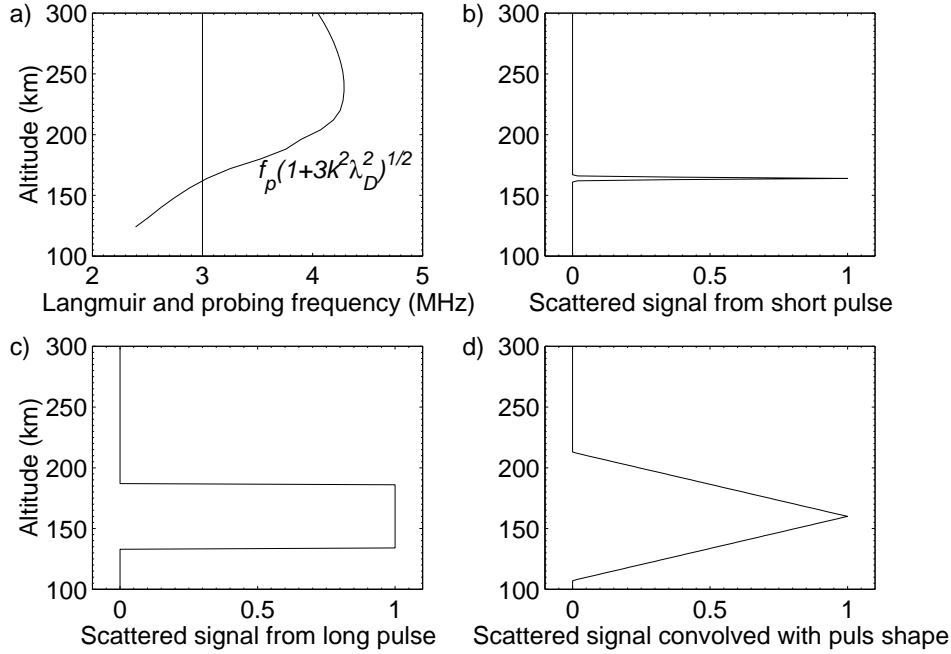 a)
300
250
200
150
100
Altitude (km)
f_p(1+3k^2λ_D^2)^1/2
2 3 4 5
Langmuir and probing frequency (MHz)
b)
300
250
200
150
100
0 0.5 1
Scattered signal from short pulse
c)
300
250
200
150
100
Altitude (km)
0 0.5 1
Scattered signal from long pulse
d)
300
250
200
150
100
0 0.5 1
Scattered signal convolved with puls shape